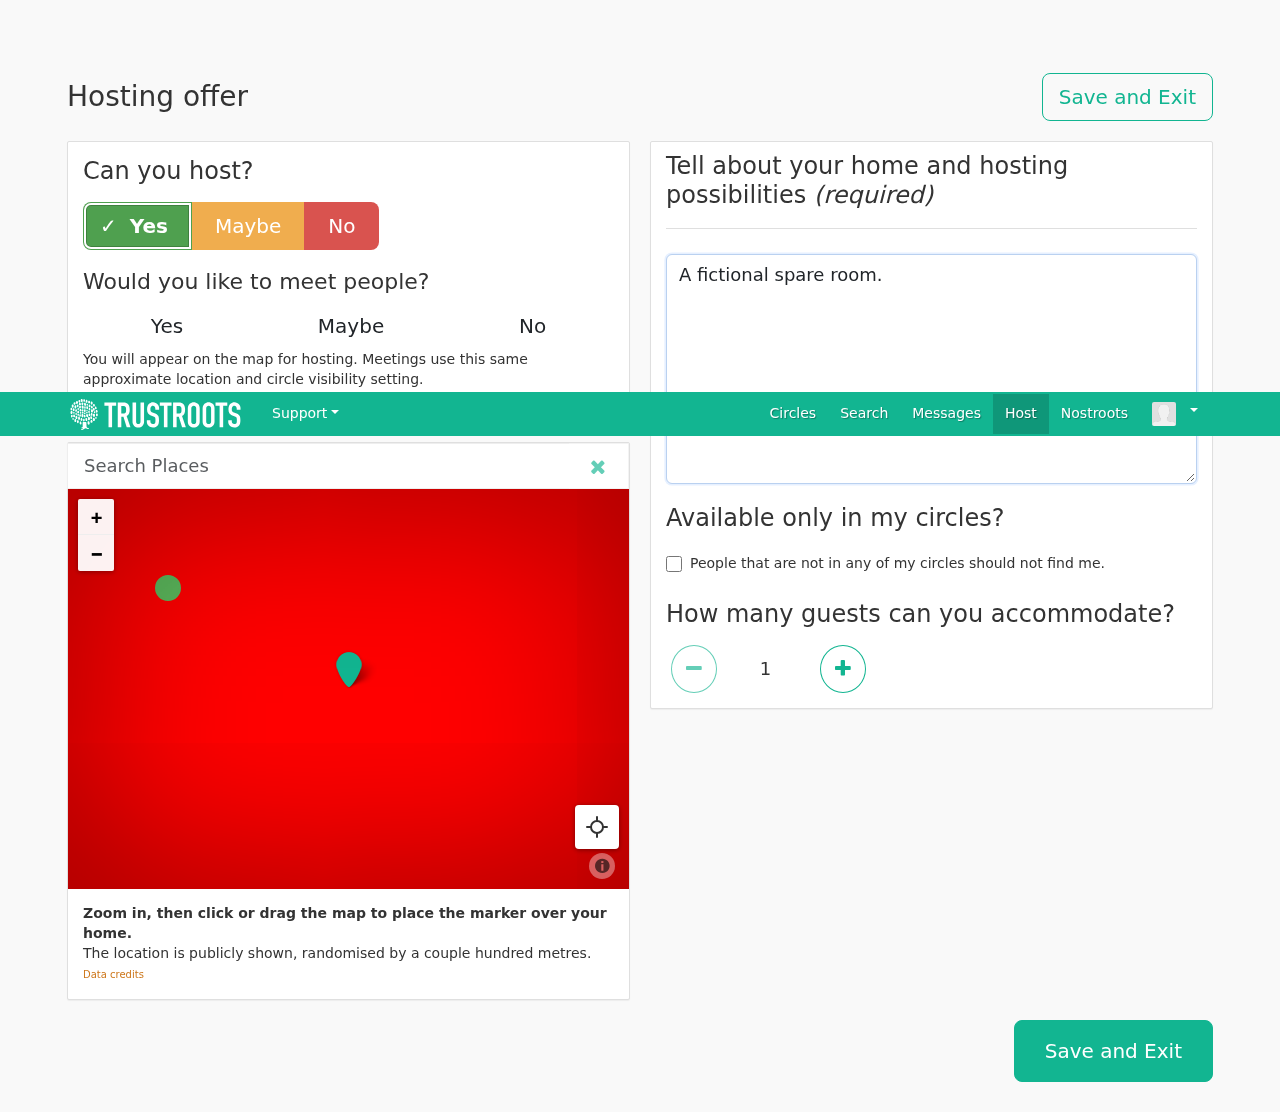 Hosting offer
Save and Exit
Can you host?
✓ Yes
Maybe
No
Would you like to meet people?
Yes
Maybe
No
You will appear on the map for hosting. Meetings use this same
approximate location and circle visibility setting.
Tell about your home and hosting
possibilities (required)
A fictional spare room.
TRUSTROOTS
Support
Circles
Search
Messages
Host
Nostroots
Search Places
+
−
Zoom in, then click or drag the map to place the marker over your
home.
The location is publicly shown, randomised by a couple hundred metres.
Data credits
Available only in my circles?
People that are not in any of my circles should not find me.
How many guests can you accommodate?
1
Save and Exit